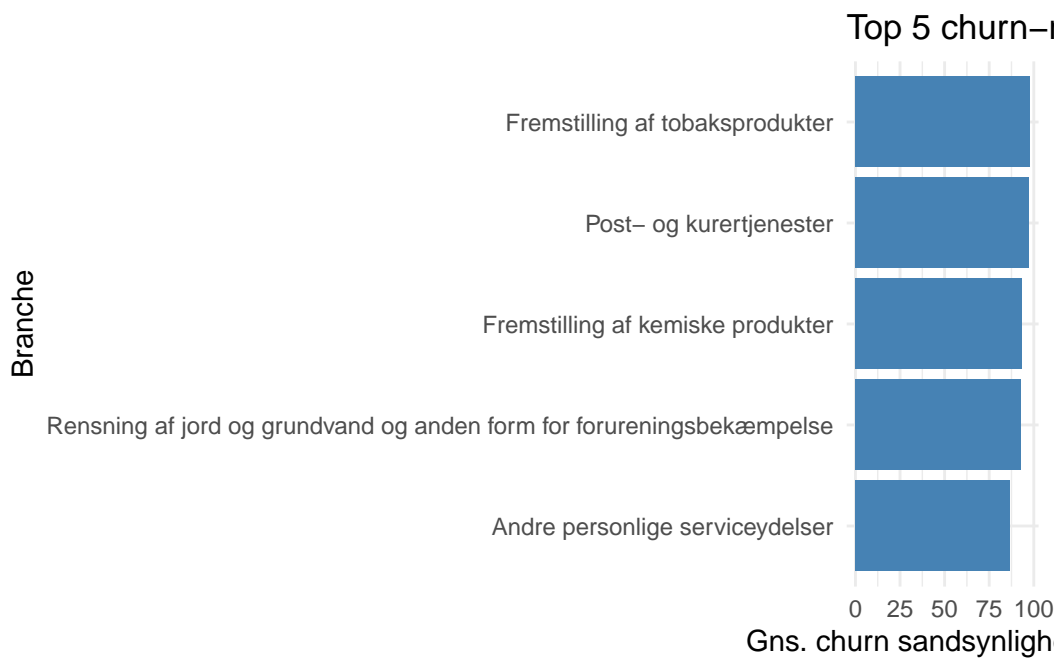 Top 5 churn–
Fremstilling af tobaksprodukter
Post– og kurertjenester
Fremstilling af kemiske produkter
Rensning af jord og grundvand og anden form for forureningsbekæmpelse
Andre personlige serviceydelser
Branche
0 25 50 75 100
Gns. churn